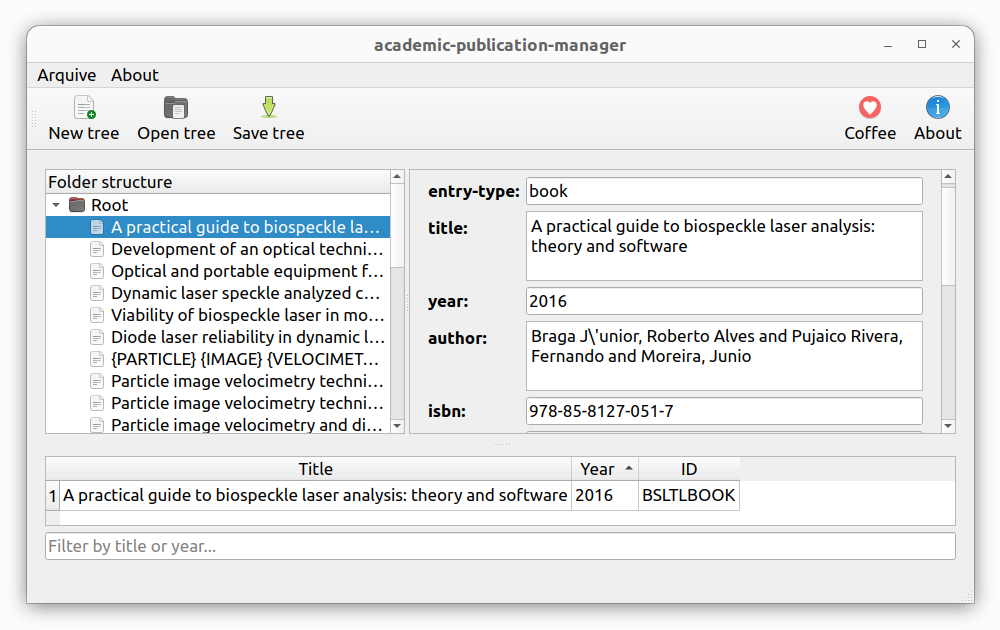 academic-publication-manager
Arquive About
New tree Open tree Save tree Coffee About
Folder structure
Root
A practical guide to biospeckle la...
Development of an optical techni...
Optical and portable equipment f...
Dynamic laser speckle analyzed c...
Viability of biospeckle laser in mo...
Diode laser reliability in dynamic l...
{PARTICLE} {IMAGE} {VELOCIMET...
Particle image velocimetry techni...
Particle image velocimetry techni...
Particle image velocimetry and di...
entry-type: book
title: A practical guide to biospeckle laser analysis:
theory and software
year: 2016
author: Braga J\'unior, Roberto Alves and Pujaico Rivera,
Fernando and Moreira, Junio
isbn: 978-85-8127-051-7
Title Year ID
1 A practical guide to biospeckle laser analysis: theory and software 2016 BSLTLBOOK
Filter by title or year...